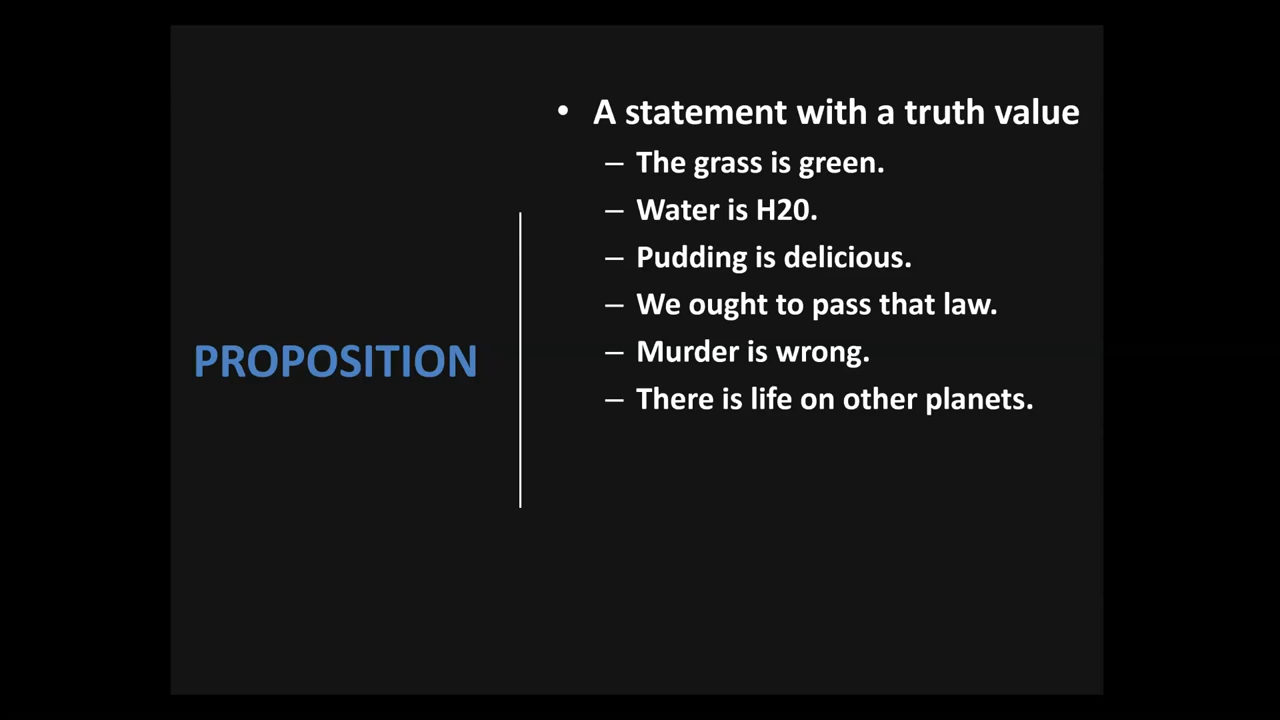 PROPOSITION
• A statement with a truth value
– The grass is green.
– Water is H20.
– Pudding is delicious.
– We ought to pass that law.
– Murder is wrong.
– There is life on other planets.